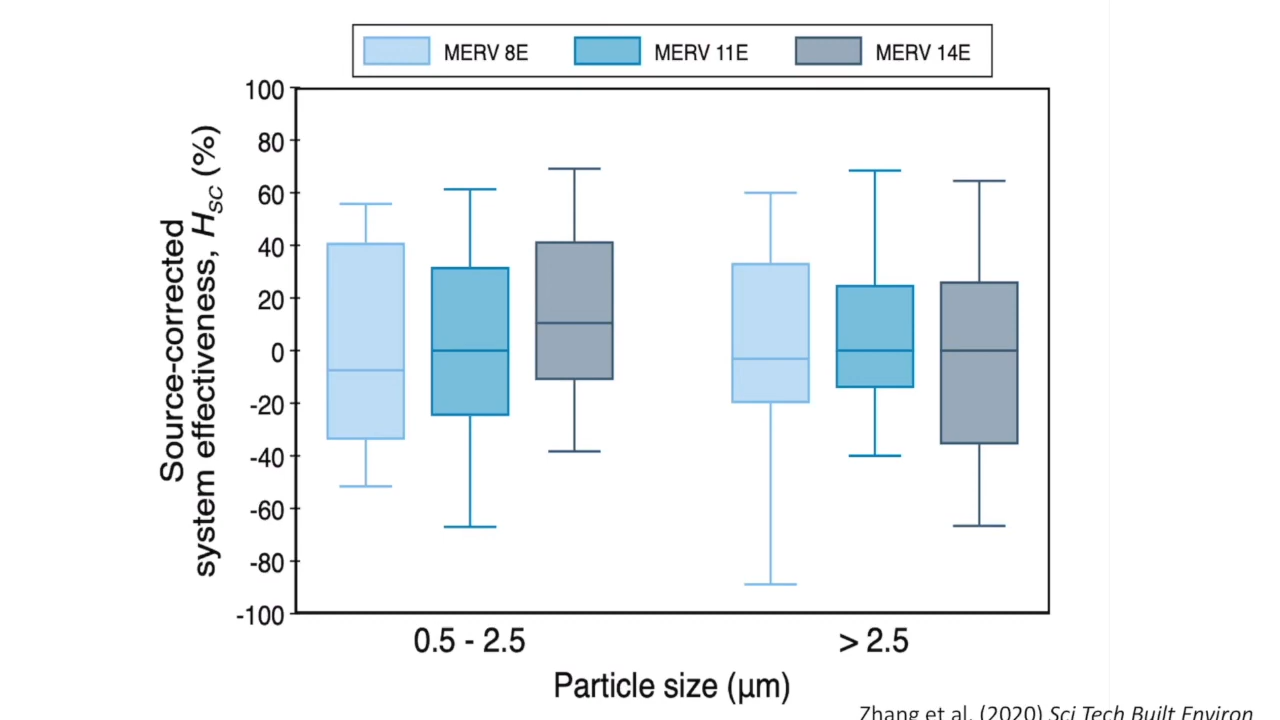 MERV 8E MERV 11E MERV 14E
Source-corrected
system effectiveness, HSC (%)
100
80
60
40
20
0
-20
-40
-60
-80
-100
0.5 - 2.5 > 2.5
Particle size (μm)
Zhang et al. (2020) Sci Tech Built Environ